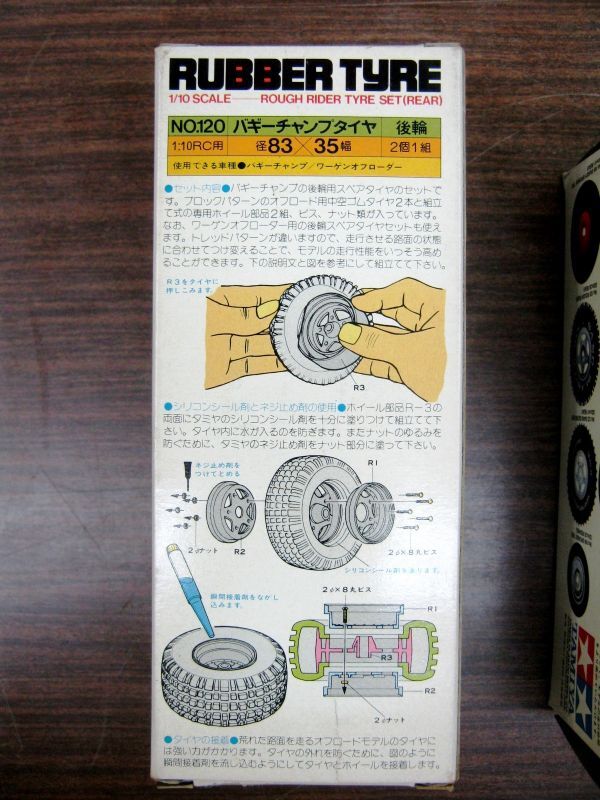 RUBBER TYRE
1/10 SCALE——ROUGH RIDER TYRE SET(REAR)
NO.120 バギーチャンプタイヤ 後輪
1:10RC用 径83×35幅 2個1組
使用できる車種●バギーチャンプ/ワーゲンオフローダー
●セット内容●バギーチャンプの後輪用スペアタイヤのセットで
す。ブロックパターンのオフロード用中空ゴムタイヤ2本と組立
て式の専用ホイール部品2組、ビス、ナット類が入っています。
なお、ワーゲンオフローダー用の後輪スペアタイヤセットも使え
ます。トレッドパターンが違いますので、走行させる路面の状態
に合わせてつけ変えることで、モデルの走行性能をいっそう高め
ることができます。下の説明文と図を参考にして組立てて下さい。
R3をタイヤに
押しこみます。
R3
●シリコンシール剤とネジ止め剤の使用●ホイール部品R-3の
両面にタミヤのシリコンシール剤を十分に塗りつけて組立てて下
さい。タイヤ内に水が入るのを防ぎます。またナットのゆるみを
防ぐために、タミヤのネジ止め剤をナット部分に塗って下さい。
ネジ止め剤を
つけてとめる
R1
2φナット
R2
2φ×8丸ビス
シリコンシール剤をぬります。
瞬間接着剤をながし
込みます。
2φ×8丸ビス
R1
R3
R2
2φナット
●タイヤの接着●荒れた路面を走るオフロードモデルのタイヤに
は強い力がかかります。タイヤの外れを防ぐために、図のように
瞬間接着剤を流し込むようにしてタイヤとホイールを接着します。
TAMIYA